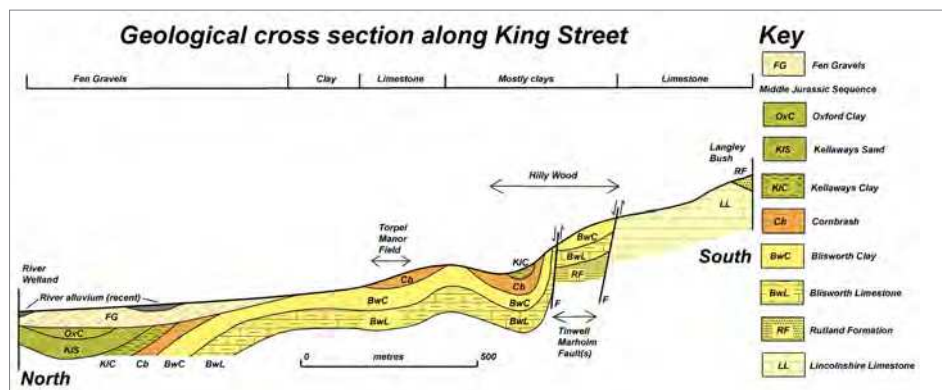 Geological cross section along King Street
Fen Gravels
Clay
Limestone
Mostly clays
Limestone
Key
FG Fen Gravels
Middle Jurassic Sequence
OxC Oxford Clay
KlS Kellaways Sand
KlC Kellaways Clay
Cb Cornbrash
BwC Blisworth Clay
BwL Blisworth Limestone
RF Rutland Formation
LL Lincolnshire Limestone
Langley
Bush
RF
LL
South
Hilly Wood
Torper
Manor
Field
KlC
Cb
BwC
BwL
Cb
BwC
BwL
RF
F
F
Tinwell
Marholm
Fault(s)
River
Welland
River alluvium (recent)
FG
OxC
KlS
KlC
Cb
BwC
BwL
BwC
BwL
0
metres
500
North